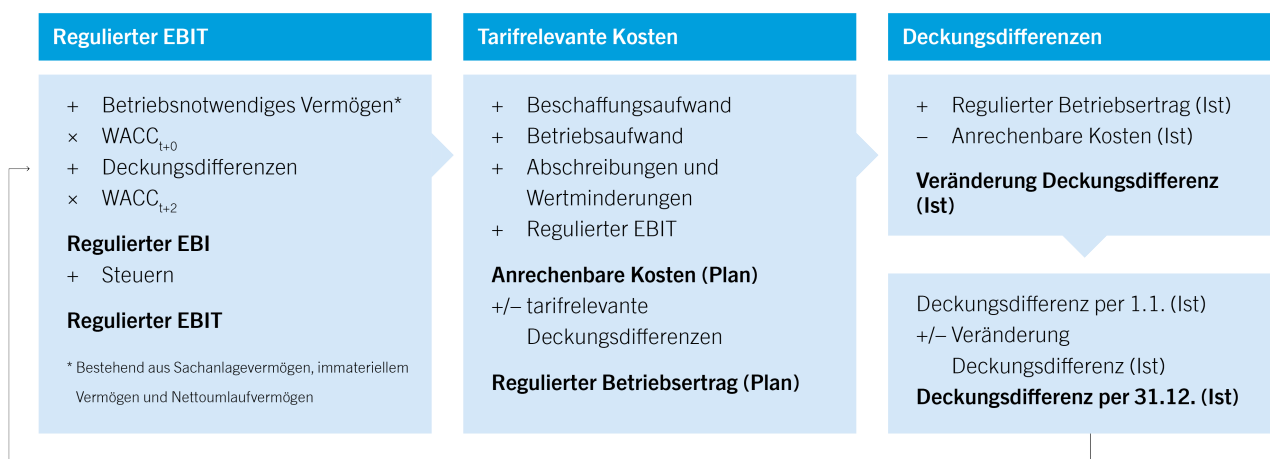 Regulierter EBIT
+ Betriebsnotwendiges Vermögen*
× WACCt+0
+ Deckungsdifferenzen
× WACCt+2
Regulierter EBI
+ Steuern
Regulierter EBIT
* Bestehend aus Sachanlagevermögen, immateriellem
Vermögen und Nettoumlaufvermögen
Tarifrelevante Kosten
+ Beschaffungsaufwand
+ Betriebsaufwand
+ Abschreibungen und
Wertminderungen
+ Regulierter EBIT
Anrechenbare Kosten (Plan)
+/– tarifrelevante
Deckungsdifferenzen
Regulierter Betriebsertrag (Plan)
Deckungsdifferenzen
+ Regulierter Betriebsertrag (Ist)
– Anrechenbare Kosten (Ist)
Veränderung Deckungsdifferenz
(Ist)
Deckungsdifferenz per 1.1. (Ist)
+/– Veränderung
Deckungsdifferenz (Ist)
Deckungsdifferenz per 31.12. (Ist)